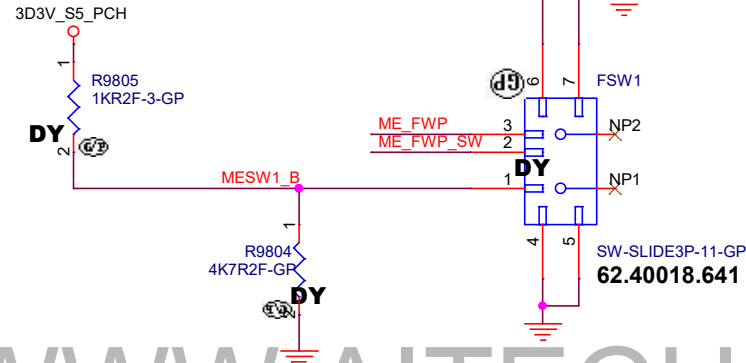 3D3V_S5_PCH
1
R9805
1KR2F-3-GP
DY
2
G/P
MESW1_B
1
R9804
4K7R2F-GP
DY
2
GP
6
7
FSW1
ME_FWP
3
NP2
ME_FWP_SW
2
DY
1
NP1
4
5
SW-SLIDE3P-11-GP
62.40018.641